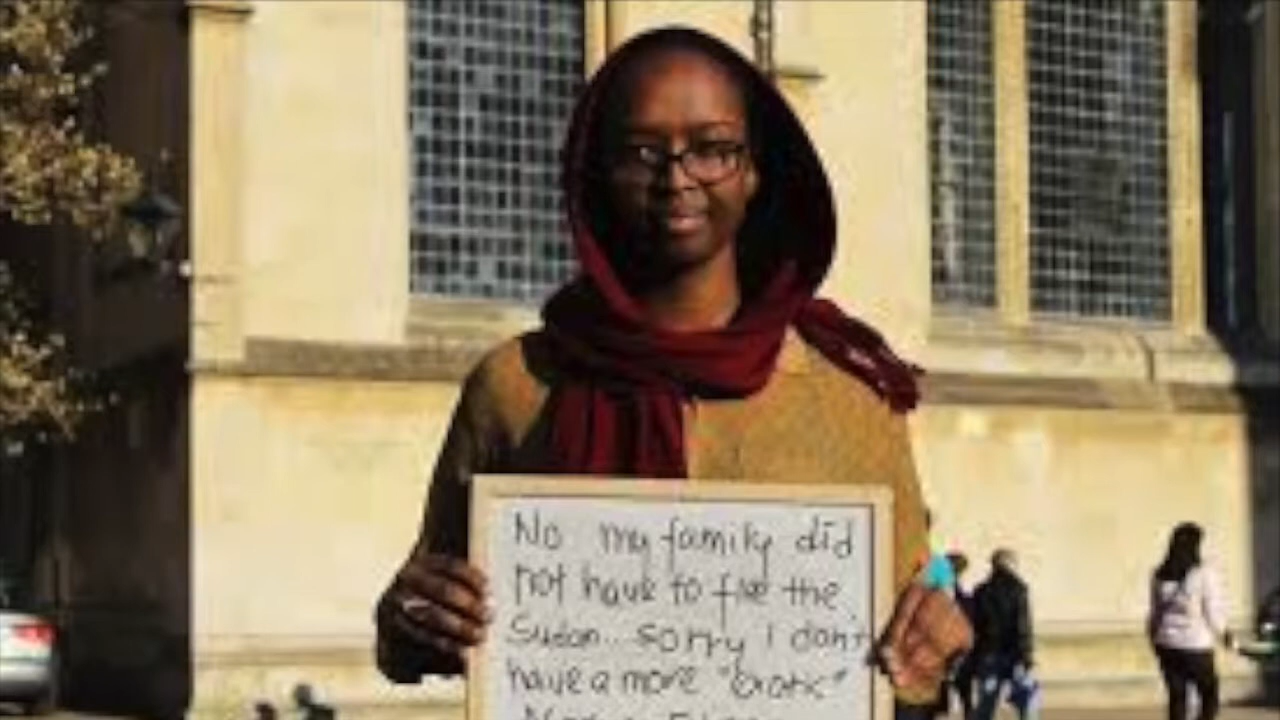 No my family did
not have to flee the
Sudan... sorry I don't
have a more "exotic"